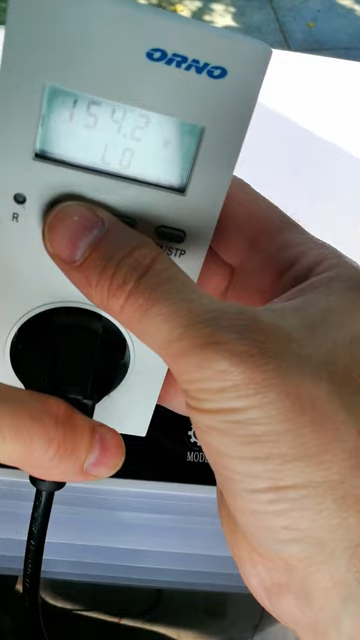 ORNO
154.2
LO
R
/STP
MOD